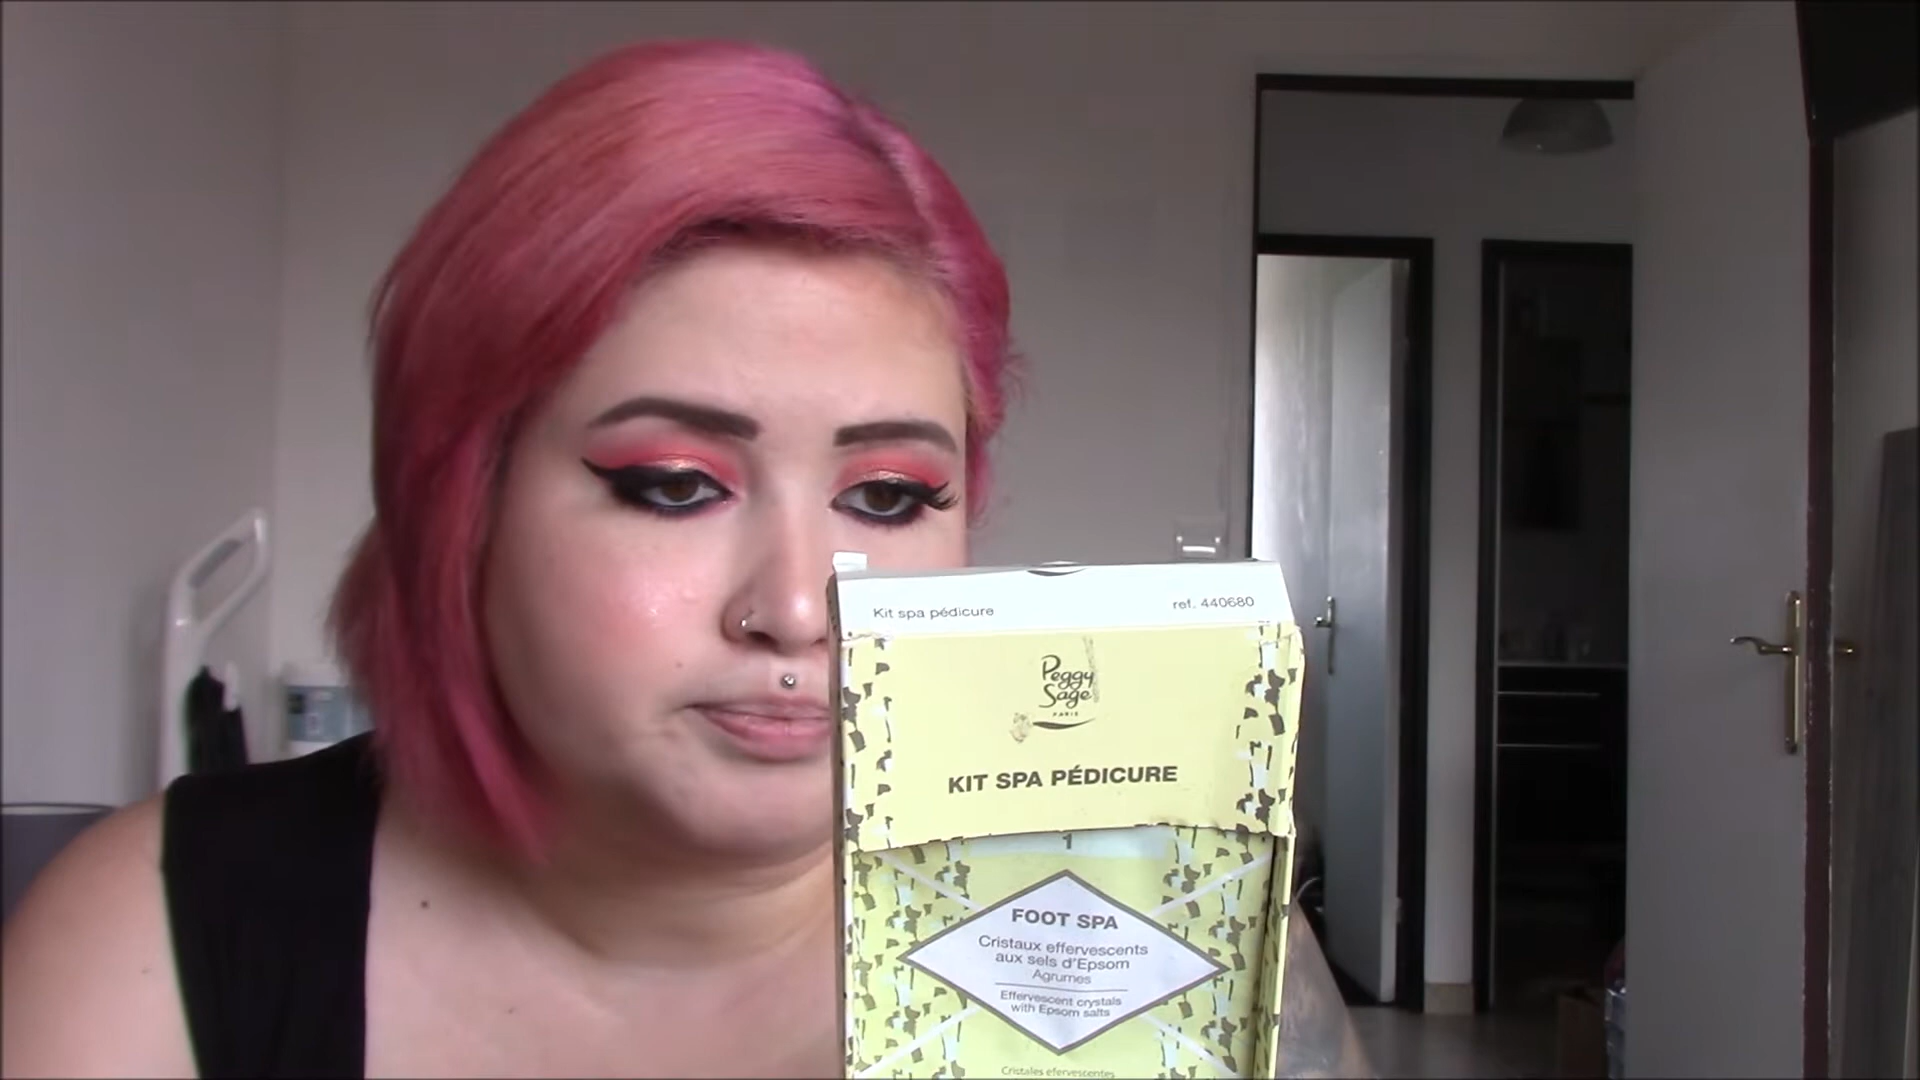 Kit spa pédicure
ref. 440680
Peggy
Sage
PARIS
KIT SPA PÉDICURE
1
FOOT SPA
Cristaux effervescents
aux sels d'Epsom
Agrumes
Effervescent crystals
with Epsom salts
Cristales efervescentes